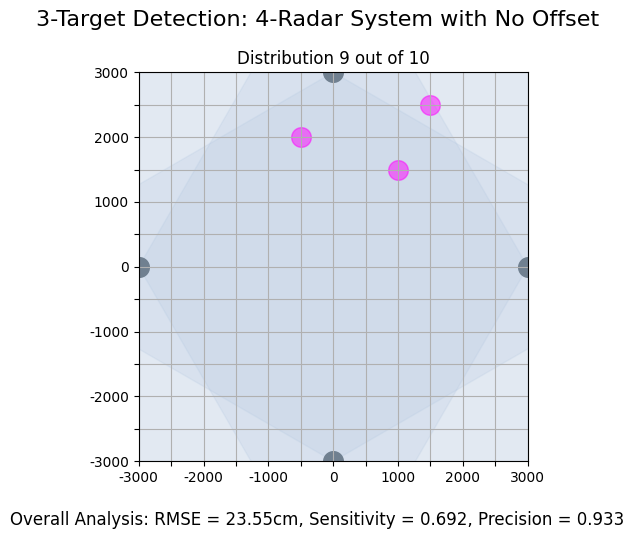 3-Target Detection: 4-Radar System with No Offset
Distribution 9 out of 10
3000
2000
1000
0
-1000
-2000
-3000
-3000 -2000 -1000 0 1000 2000 3000
Overall Analysis: RMSE = 23.55cm, Sensitivity = 0.692, Precision = 0.933